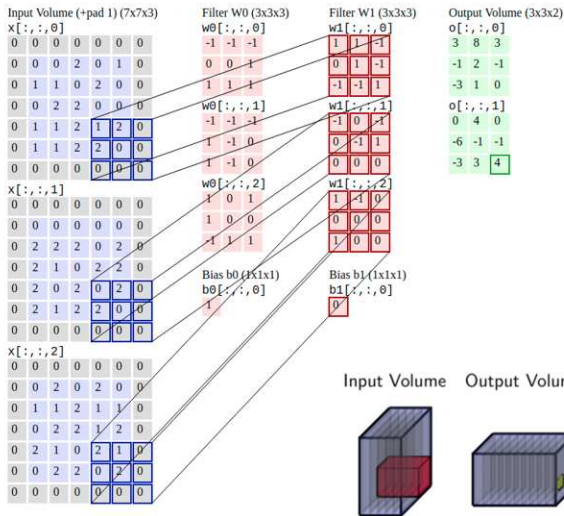 Input Volume (+pad 1) (7x7x3)
x[:,:,0]
0 0 0 0 0 0 0
0 0 0 2 0 1 0
0 1 1 0 2 0 0
0 0 2 2 0 0 0
0 1 1 2 1 2 0
0 1 1 2 2 0 0
0 0 0 0 0 0 0
x[:,:,1]
0 0 0 0 0 0 0
0 0 0 0 0 0 0
0 2 2 2 0 2 0
0 2 1 0 2 2 0
0 2 0 2 0 2 0
0 2 1 2 2 0 0
0 0 0 0 0 0 0
x[:,:,2]
0 0 0 0 0 0 0
0 0 2 0 2 0 0
0 1 1 2 1 1 0
0 0 2 2 1 2 0
0 2 1 0 2 1 0
0 0 2 2 0 2 0
0 0 0 0 0 0 0
Filter W0 (3x3x3)
w0[:,:,0]
-1 -1 -1
0 0 1
1 1 1
w0[:,:,1]
-1 -1 -1
1 -1 0
1 -1 0
w0[:,:,2]
1 0 1
1 0 0
-1 1 1
Bias b0 (1x1x1)
b0[:,:,0]
1
Filter W1 (3x3x3)
w1[:,:,0]
1 1 -1
0 1 -1
-1 -1 1
w1[:,:,1]
-1 0 -1
0 -1 1
0 0 0
w1[:,:,2]
1 -1 0
0 0 0
1 0 0
Bias b1 (1x1x1)
b1[:,:,0]
0
Output Volume (3x3x2)
o[:,:,0]
3 8 3
-1 2 -1
-3 1 0
o[:,:,1]
0 4 0
-6 -1 -1
-3 3 4
Input Volume
Output Volu